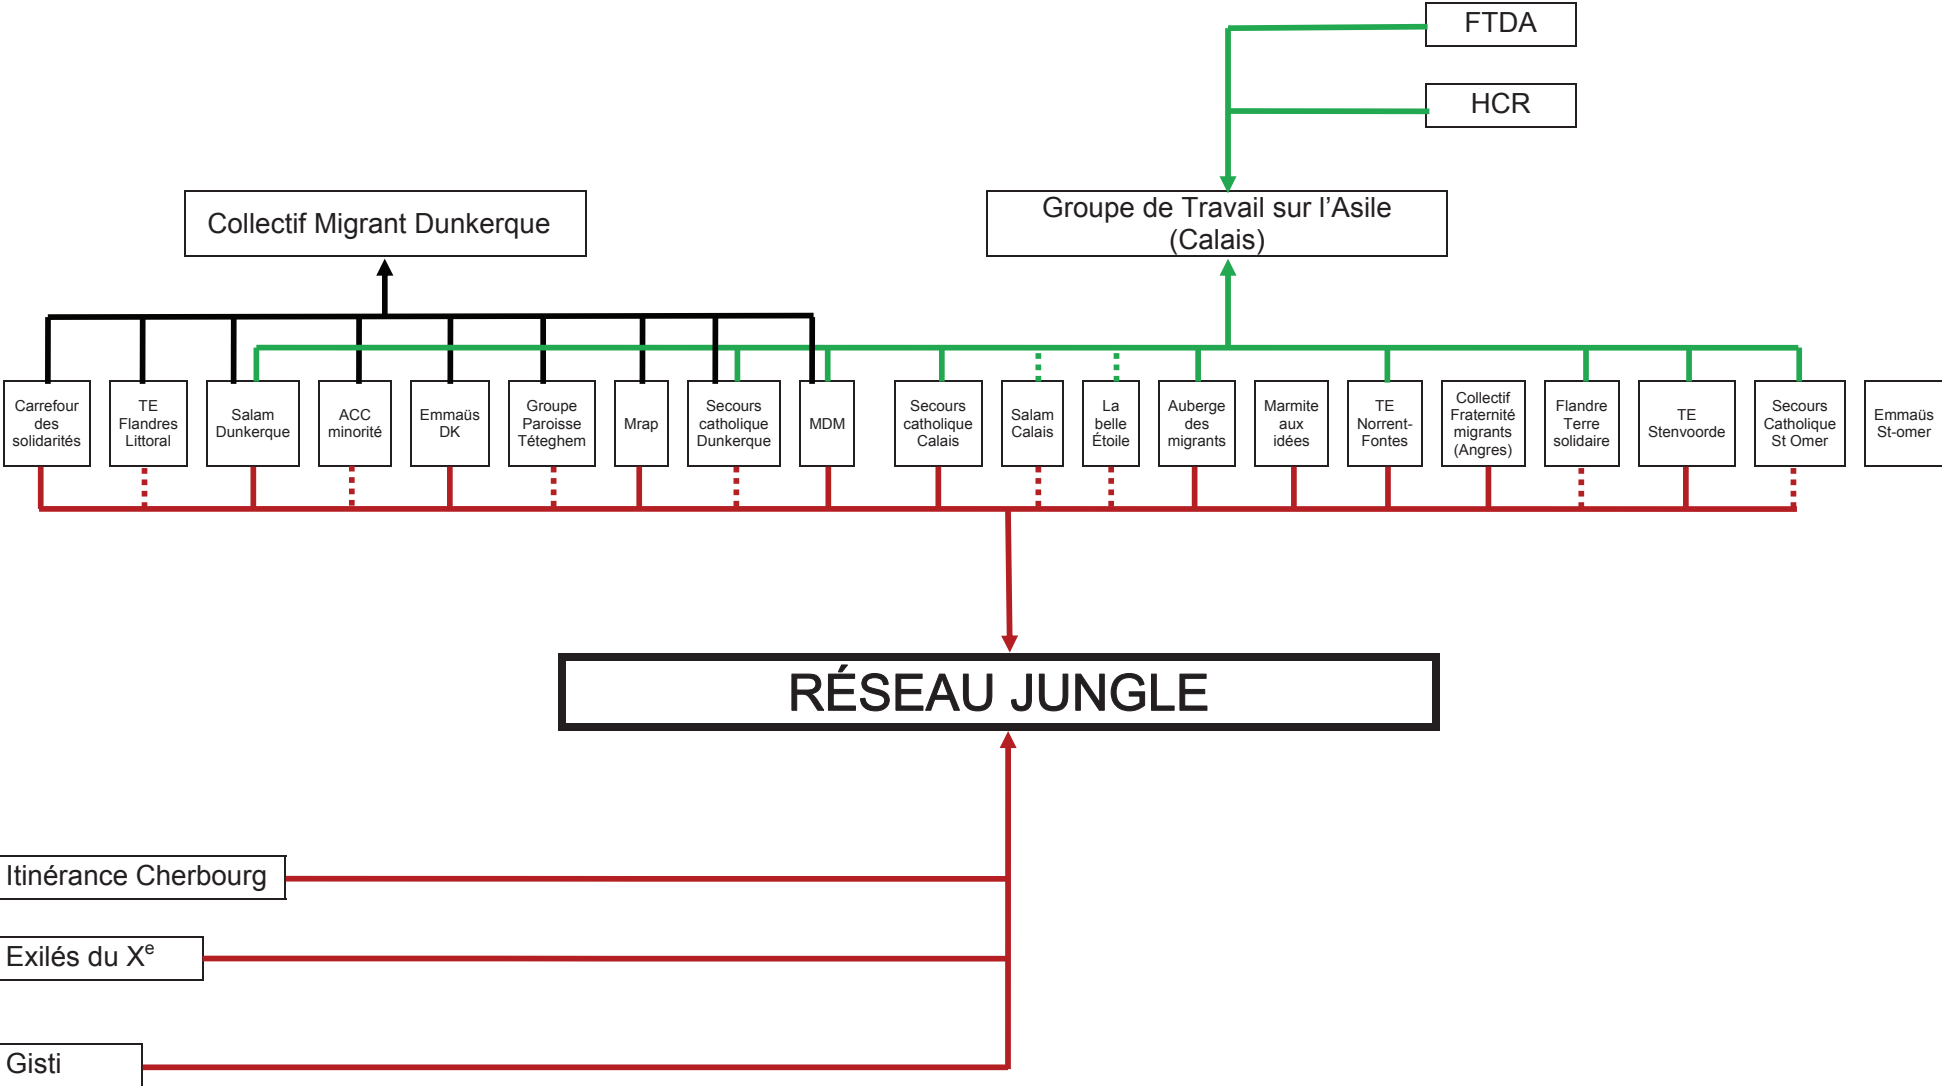 FTDA
HCR
Collectif Migrant Dunkerque
Groupe de Travail sur l’Asile
(Calais)
Carrefour
des
solidarités
TE
Flandres
Littoral
Salam
Dunkerque
ACC
minorité
Emmaüs
DK
Groupe
Paroisse
Téteghem
Mrap
Secours
catholique
Dunkerque
MDM
Secours
catholique
Calais
Salam
Calais
La
belle
Étoile
Auberge
des
migrants
Marmite
aux
idées
TE
Norrent-
Fontes
Collectif
Fraternité
migrants
(Angres)
Flandre
Terre
solidaire
TE
Stenvoorde
Secours
Catholique
St Omer
Emmaüs
St-omer
RÉSEAU JUNGLE
Itinérance Cherbourg
Exilés du Xᵉ
Gisti